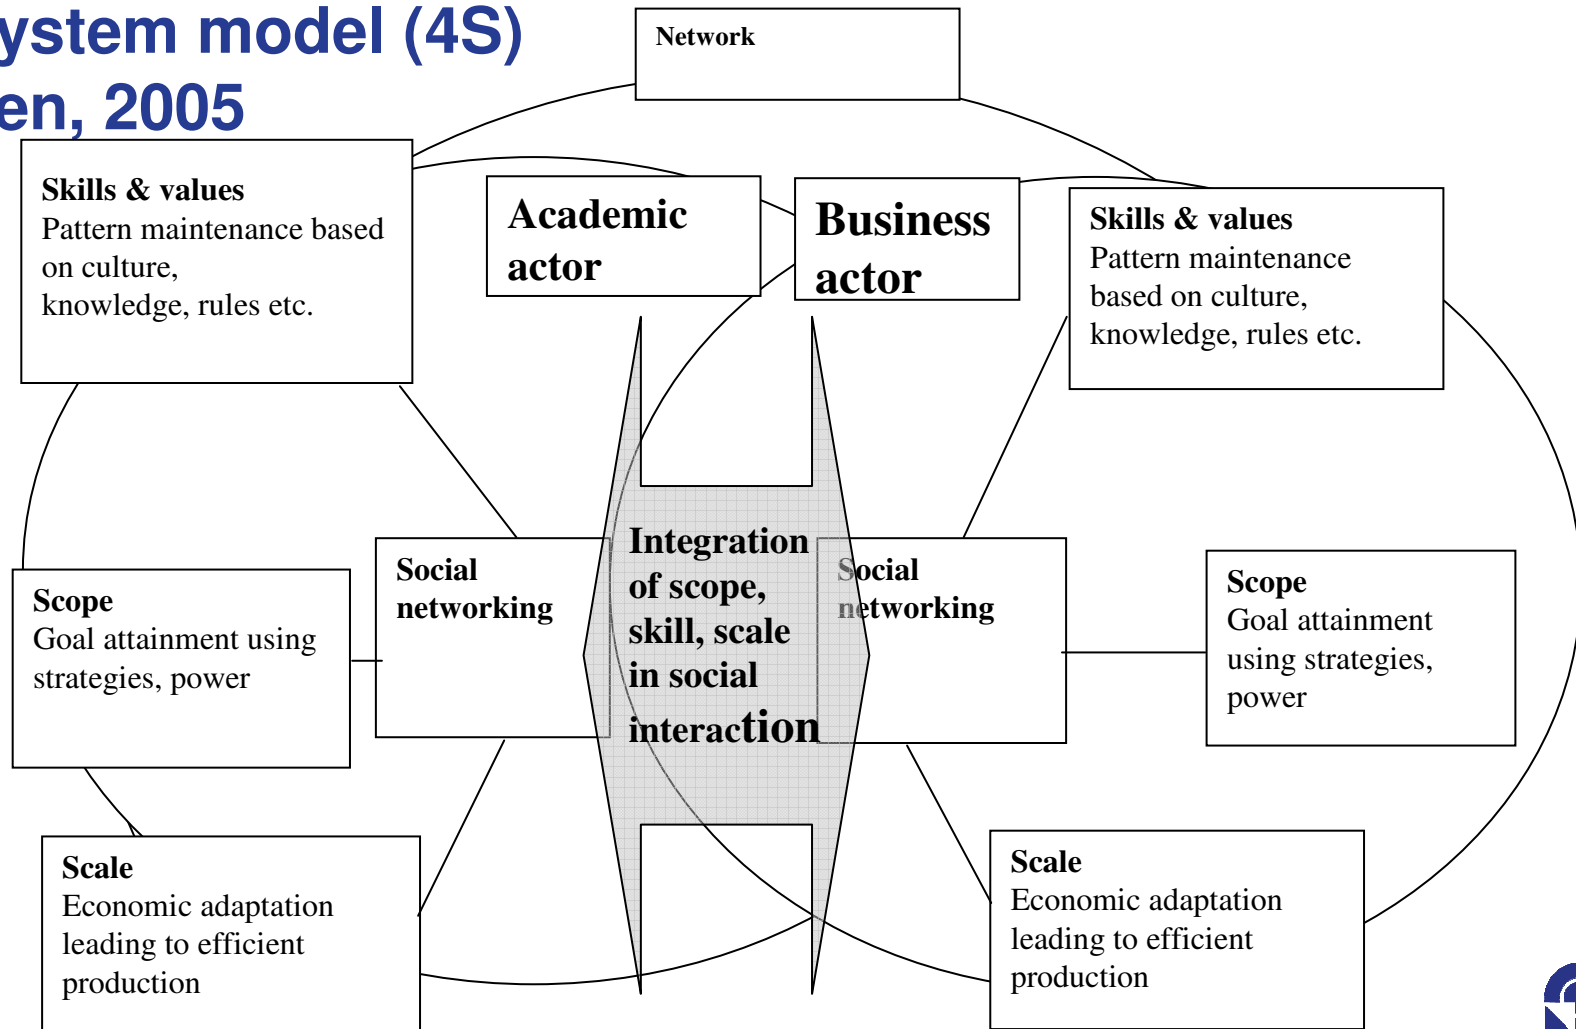 ystem model (4S)
en, 2005
Network
Skills & values
Pattern maintenance based
on culture,
knowledge, rules etc.
Academic
actor
Business
actor
Skills & values
Pattern maintenance
based on culture,
knowledge, rules etc.
Scope
Goal attainment using
strategies, power
Social
networking
Integration
of scope,
skill, scale
in social
interaction
Social
networking
Scope
Goal attainment
using strategies,
power
Scale
Economic adaptation
leading to efficient
production
Scale
Economic adaptation
leading to efficient
production